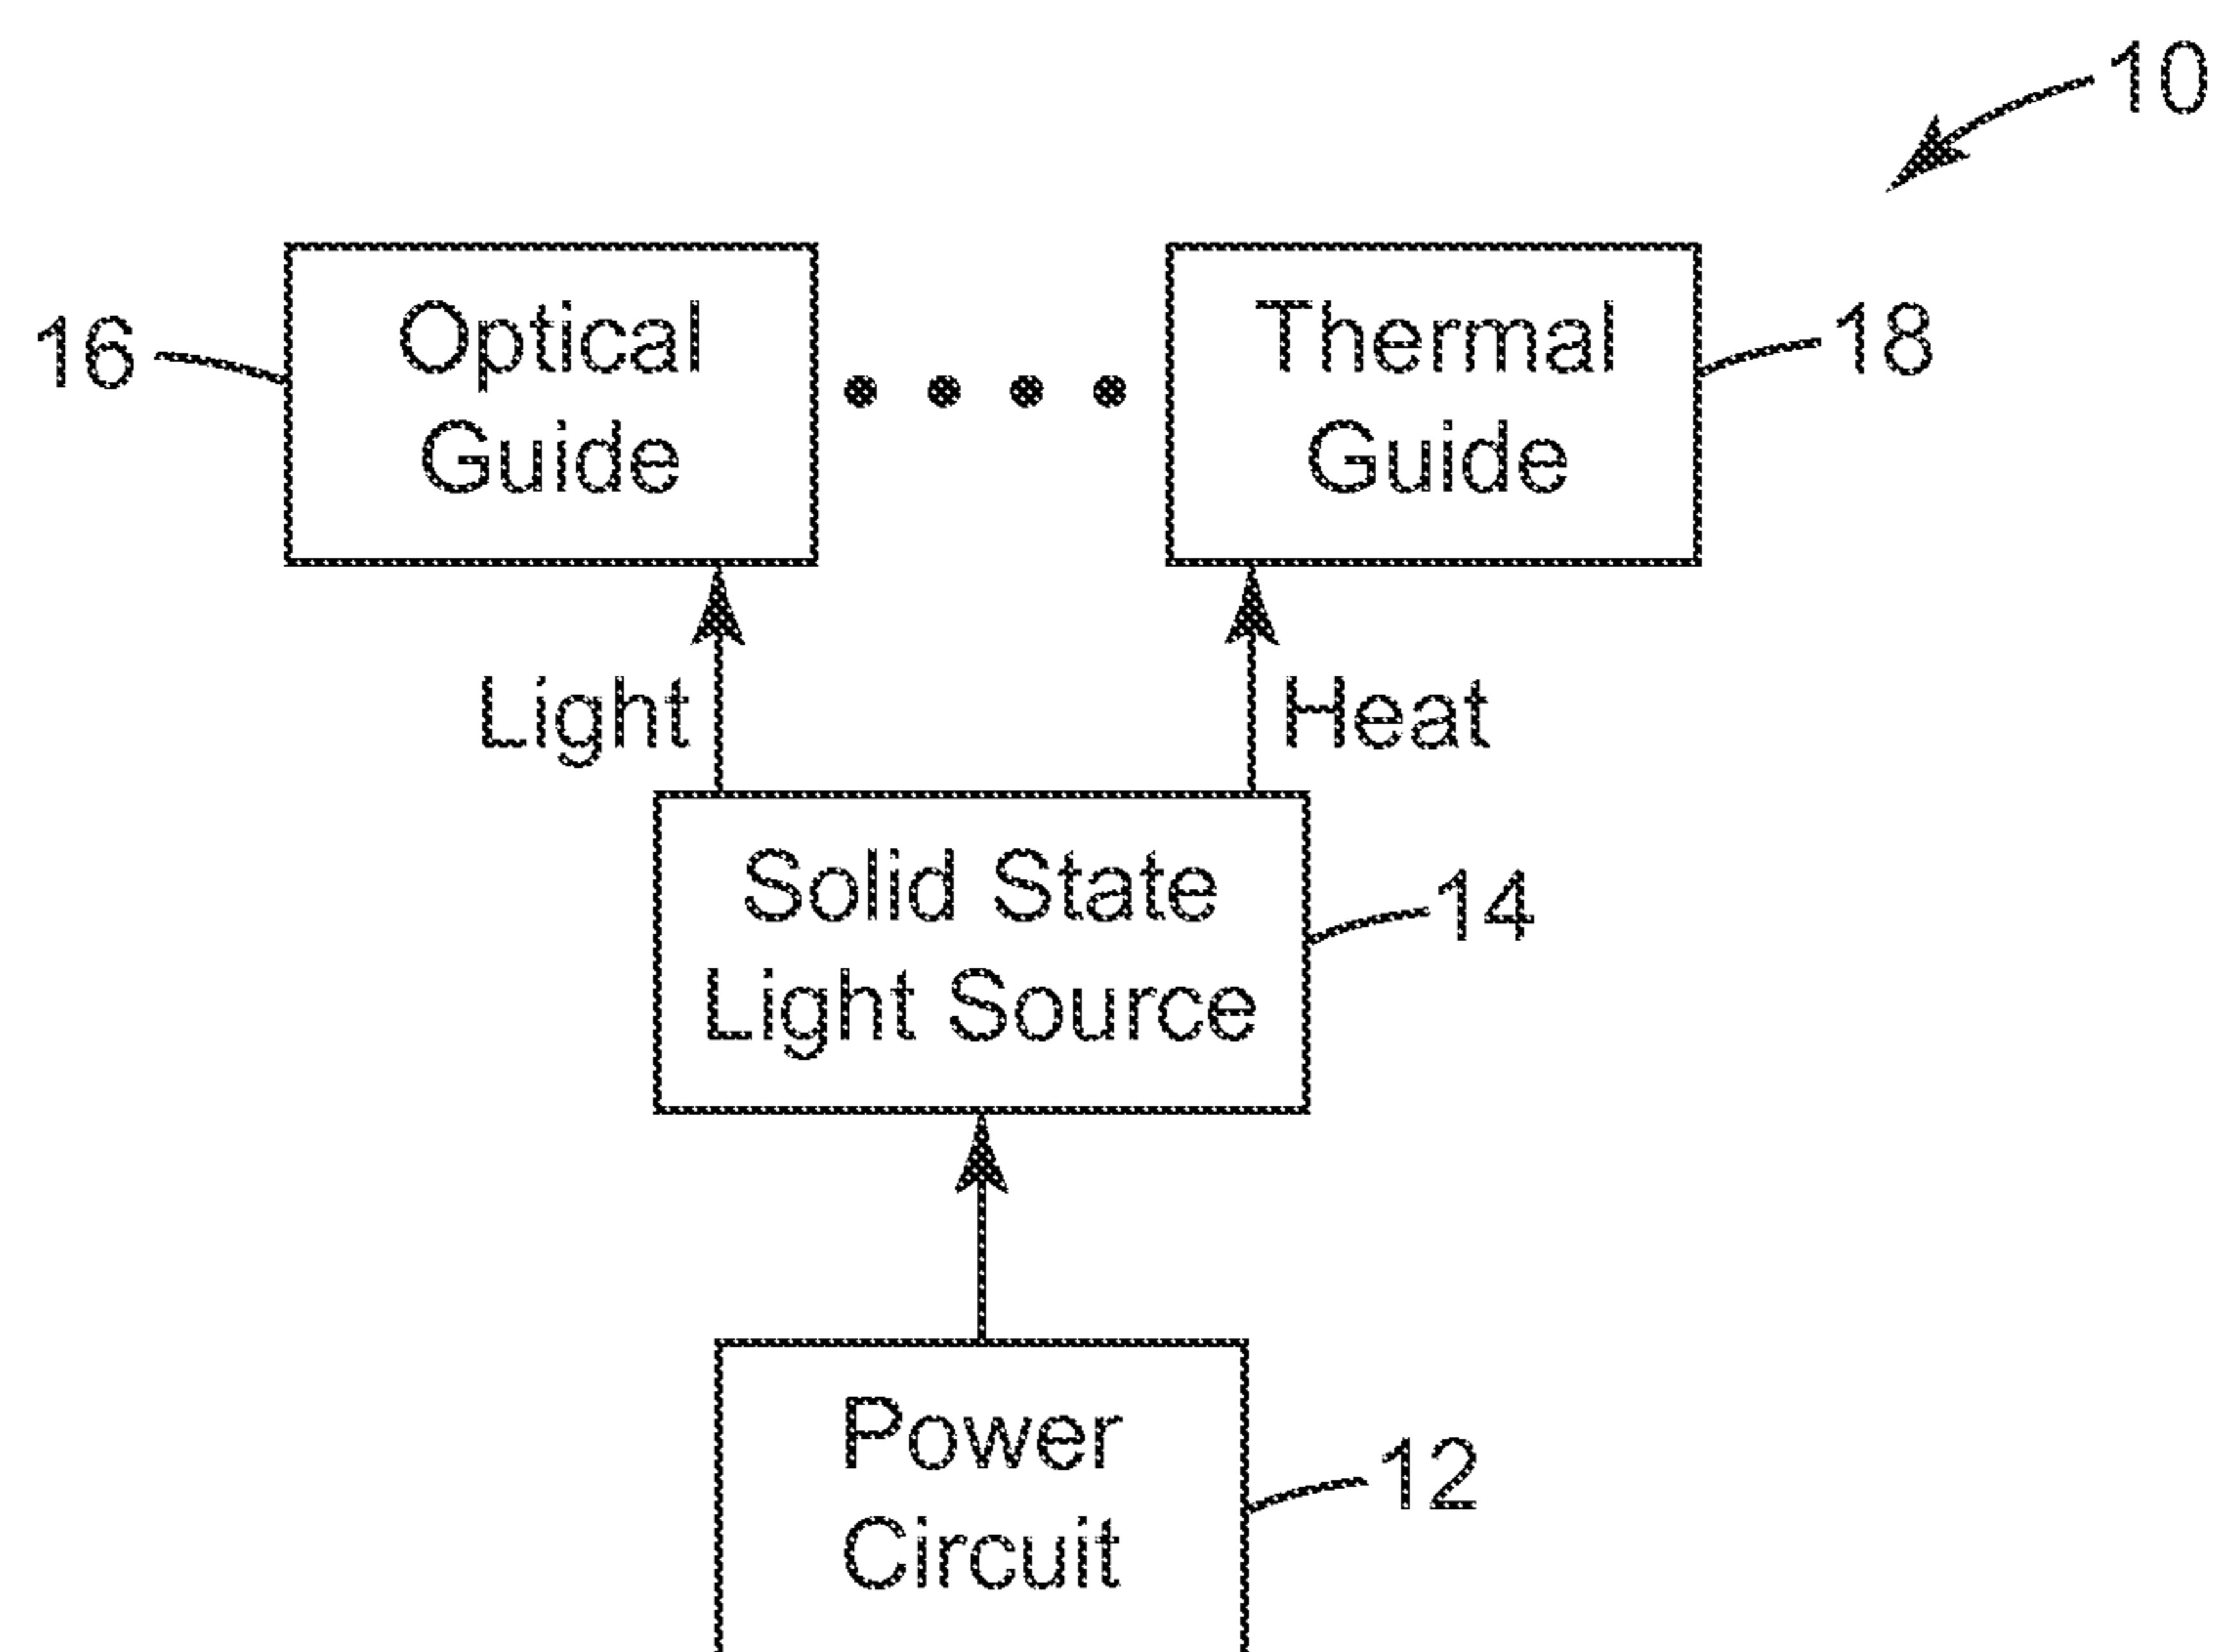 10
16
Optical
Guide
Thermal
Guide
18
Light
Heat
Solid State
Light Source
14
Power
Circuit
12